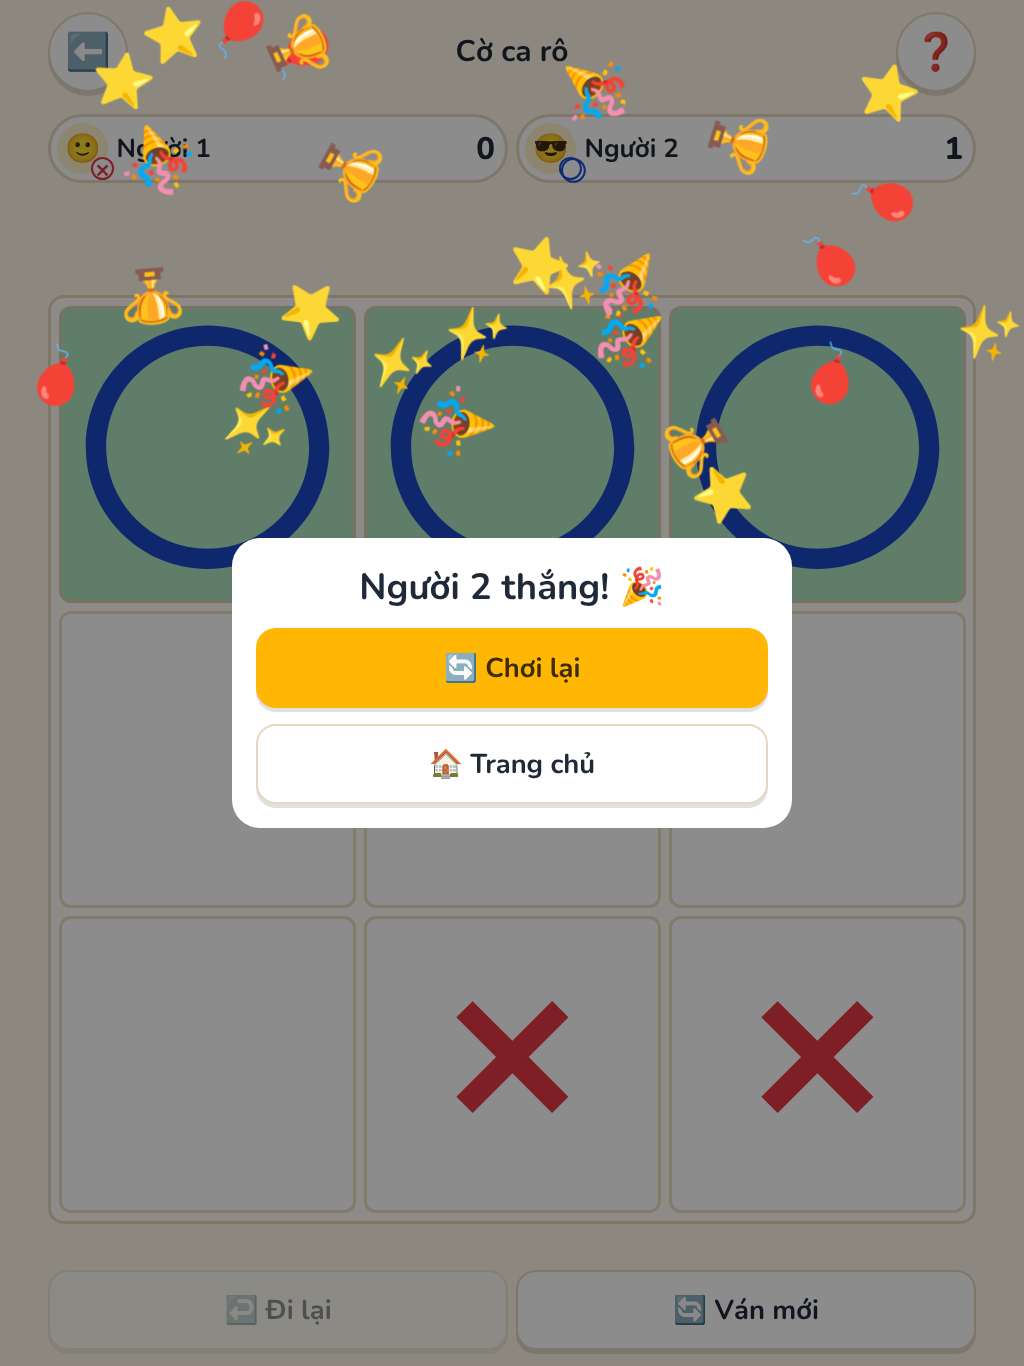 Cờ ca rô
Người 1
0
Người 2
1
Người 2 thắng!
Chơi lại
Trang chủ
Đi lại
Ván mới